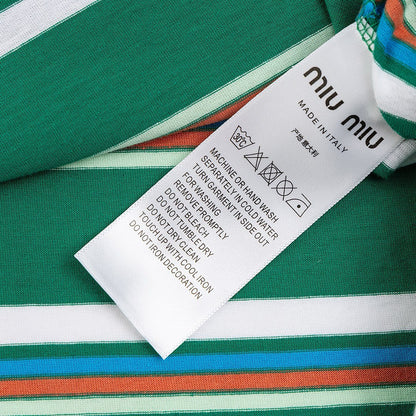 miu miu
MADE IN ITALY
产地 意大利
30℃
MACHINE OR HAND WASH
SEPARATELY IN COLD WATER
TURN GARMENT IN SIDE OUT
FOR WASHING
REMOVE PROMPTLY
DO NOT BLEACH
DO NOT TUMBLE DRY
DO NOT DRY CLEAN
TOUCH UP WITH COOL IRON
DO NOT IRON DECORATION